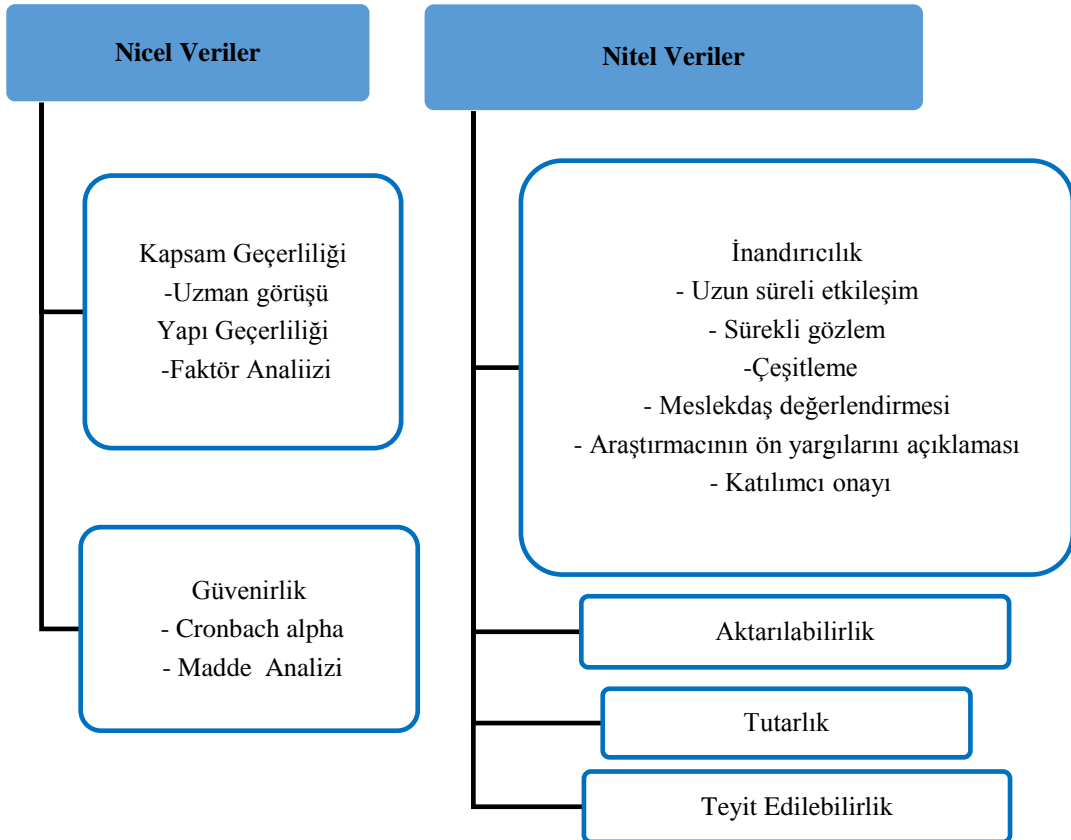 Nicel Veriler
Kapsam Geçerliliği
-Uzman görüşü
Yapı Geçerliliği
-Faktör Analiizi
Güvenirlik
- Cronbach alpha
- Madde Analizi
Nitel Veriler
İnandırıcılık
- Uzun süreli etkileşim
- Sürekli gözlem
-Çeşitleme
- Meslekdaş değerlendirmesi
- Araştırmacının ön yargılarını açıklaması
- Katılımcı onayı
Aktarılabilirlik
Tutarlık
Teyit Edilebilirlik